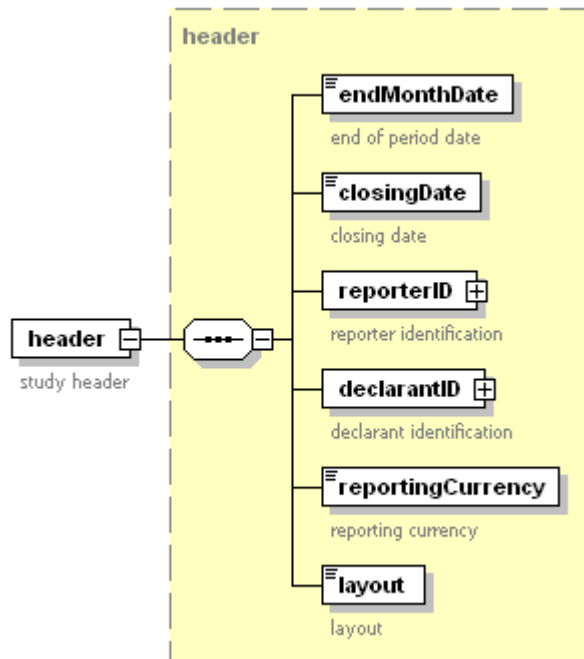 header
endMonthDate
end of period date
closingDate
closing date
reporterID
reporter identification
header
study header
declarantID
declarant identification
reportingCurrency
reporting currency
layout
layout